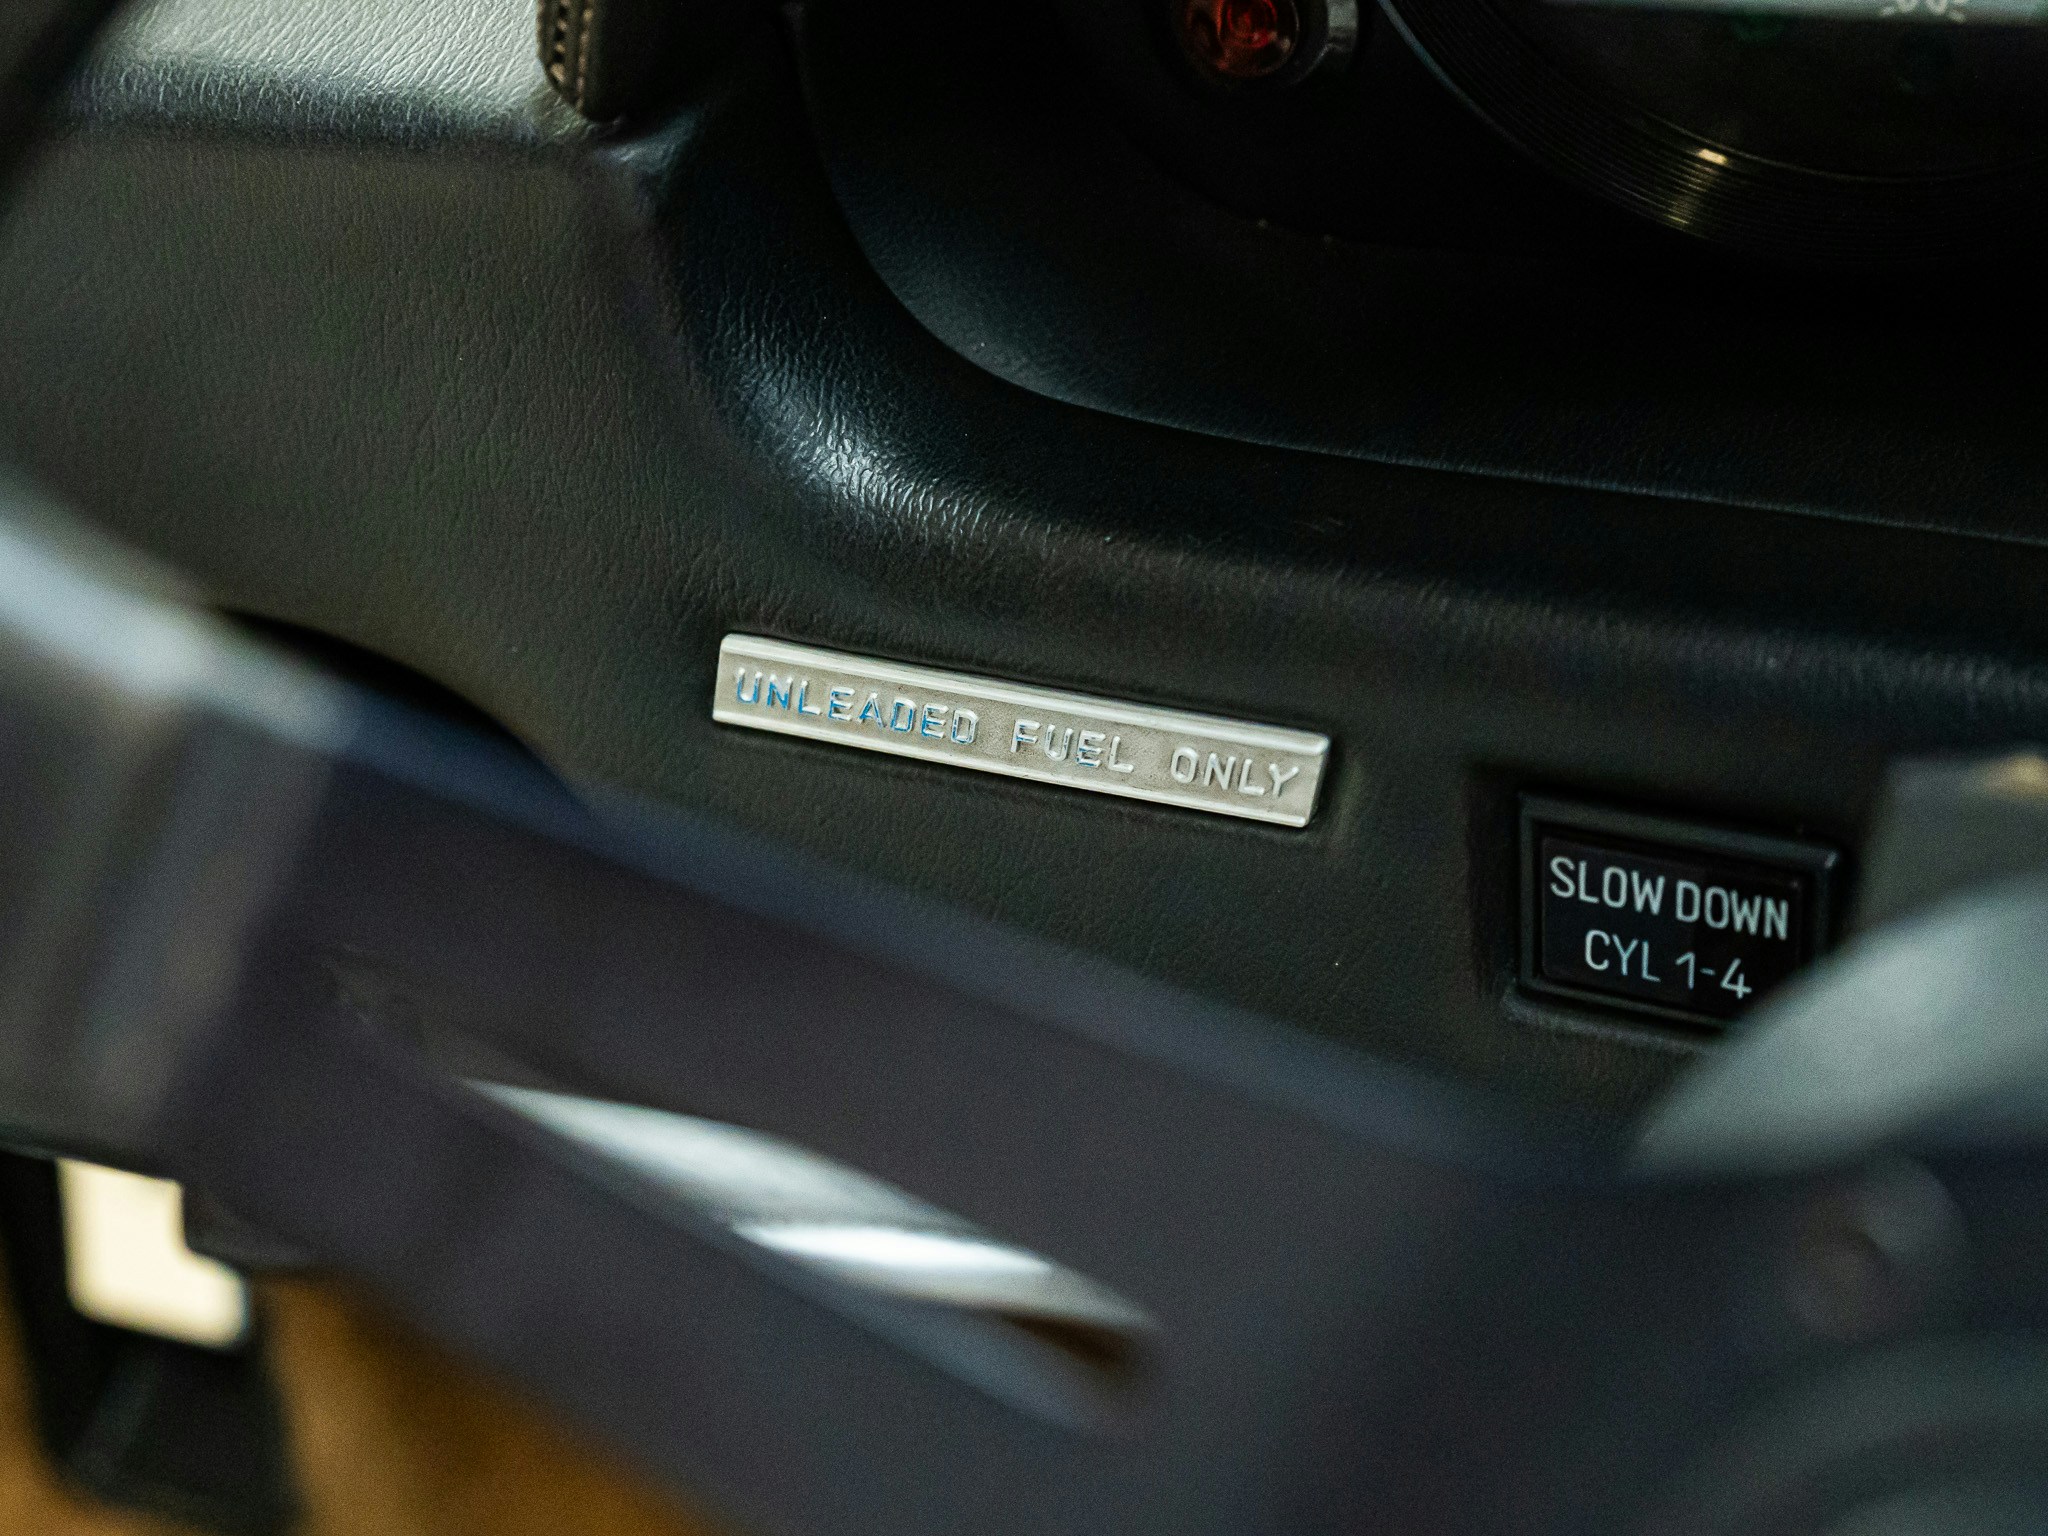 UNLEADED FUEL ONLY
SLOW DOWN
CYL 1-4